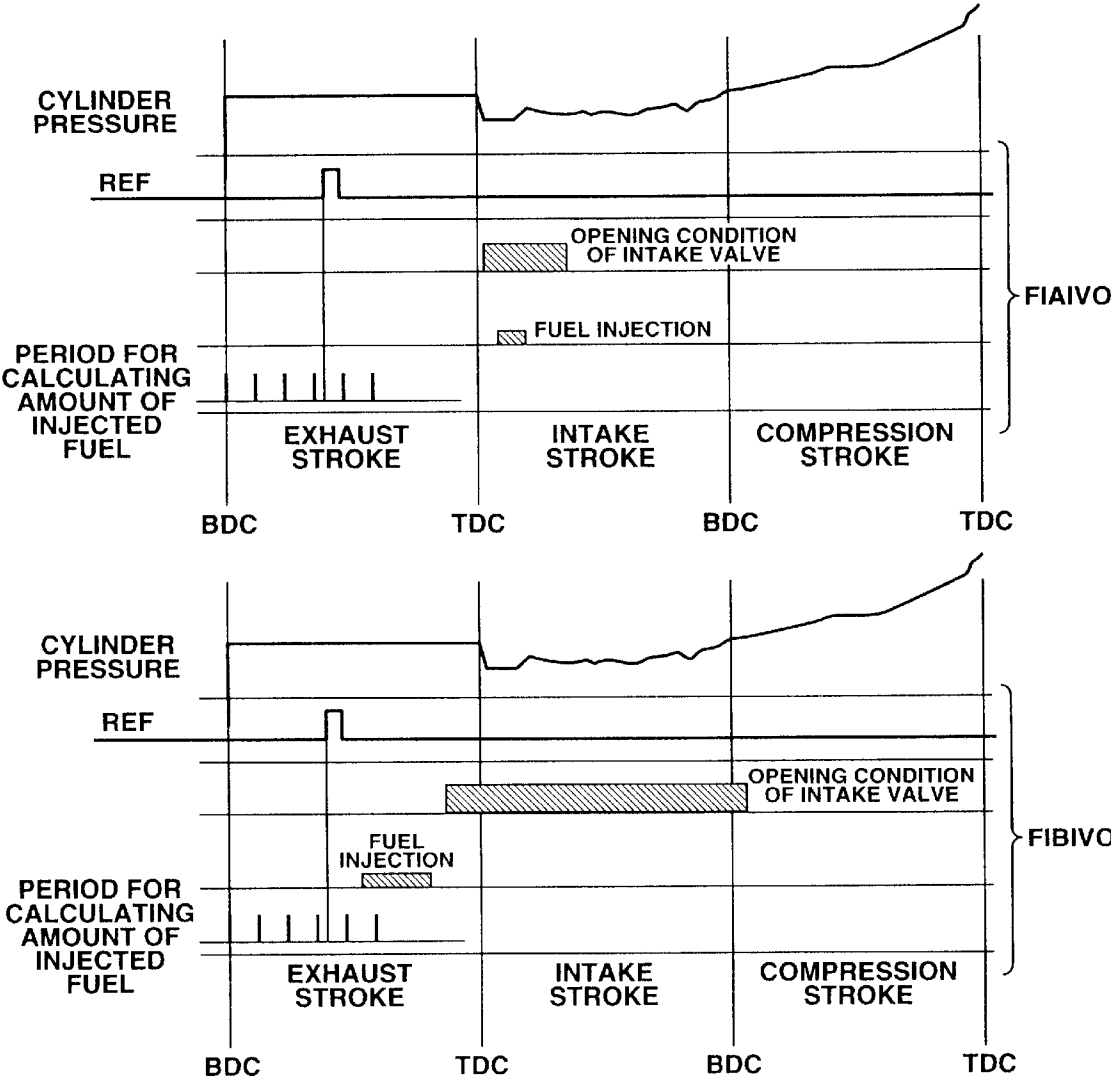 CYLINDER
PRESSURE
REF
OPENING CONDITION
OF INTAKE VALVE
FIAIVO
FUEL INJECTION
PERIOD FOR
CALCULATING
AMOUNT OF
INJECTED
FUEL
EXHAUST
STROKE
INTAKE
STROKE
COMPRESSION
STROKE
BDC
TDC
BDC
TDC
CYLINDER
PRESSURE
REF
OPENING CONDITION
OF INTAKE VALVE
FIBIVO
FUEL
INJECTION
PERIOD FOR
CALCULATING
AMOUNT OF
INJECTED
FUEL
EXHAUST
STROKE
INTAKE
STROKE
COMPRESSION
STROKE
BDC
TDC
BDC
TDC